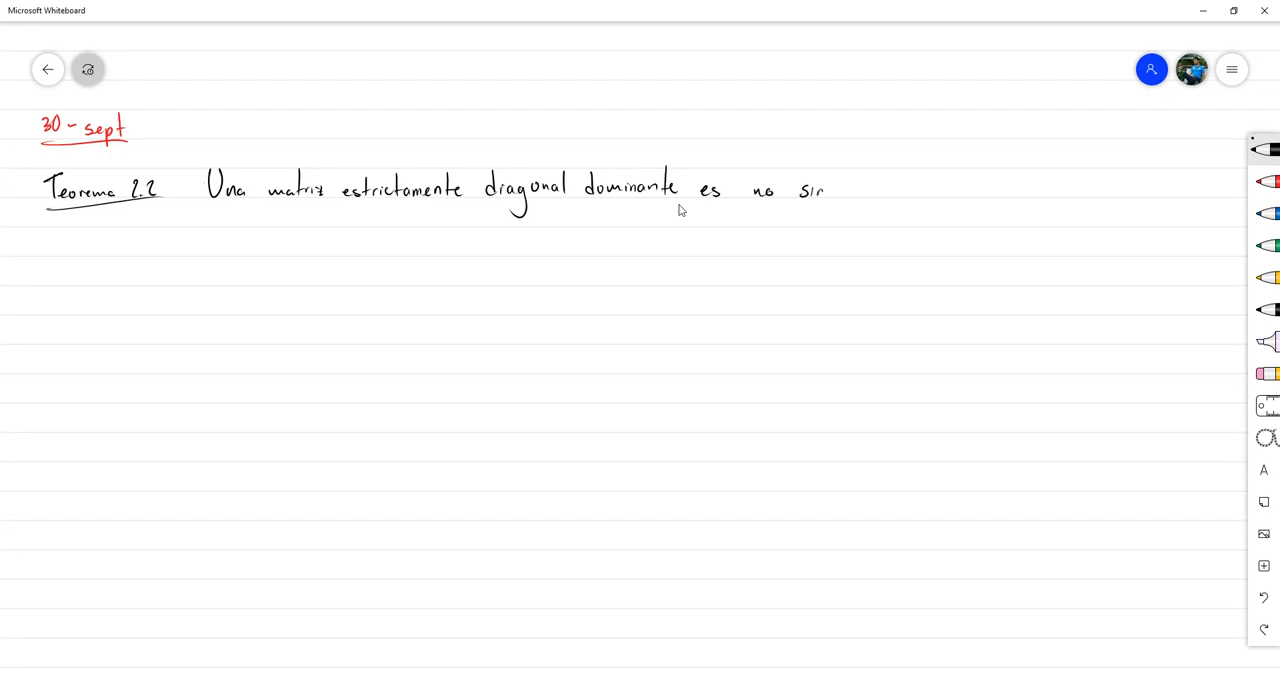 Microsoft Whiteboard
30 - sept
Teorema 2.2 Una matriz estrictamente diagonal dominante es no sin